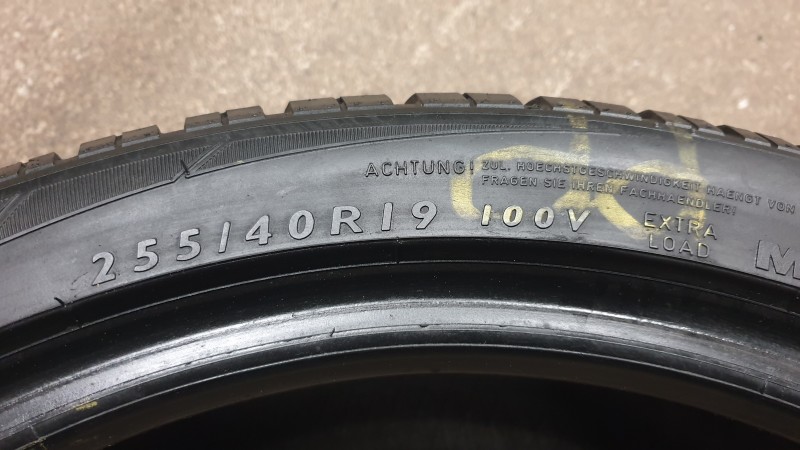 ACHTUNG! ZUL. HOECHSTGESCHWINDIGKEIT HAENGT VON
FRAGEN SIE IHREN FACHHAENDLER!
255/40R19 100V EXTRA
LOAD
M